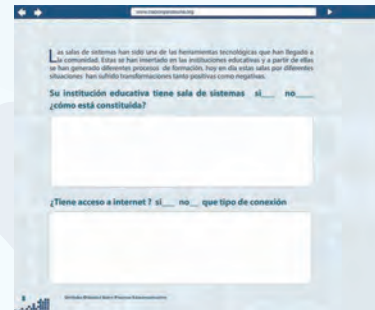 Las salas de sistemas han sido una de las herramientas tecnológicas que han llegado a
la comunidad. Estas se han insertado en las instituciones educativas y a partir de ellas
se han generado diferentes procesos de formación, hoy en día estas salas por diferentes
situaciones han sufrido transformaciones tanto positivas como negativas.
Su institución educativa tiene sala de sistemas si___ no____
¿cómo está constituida?
¿Tiene acceso a internet ? si___ no__ que tipo de conexión
8